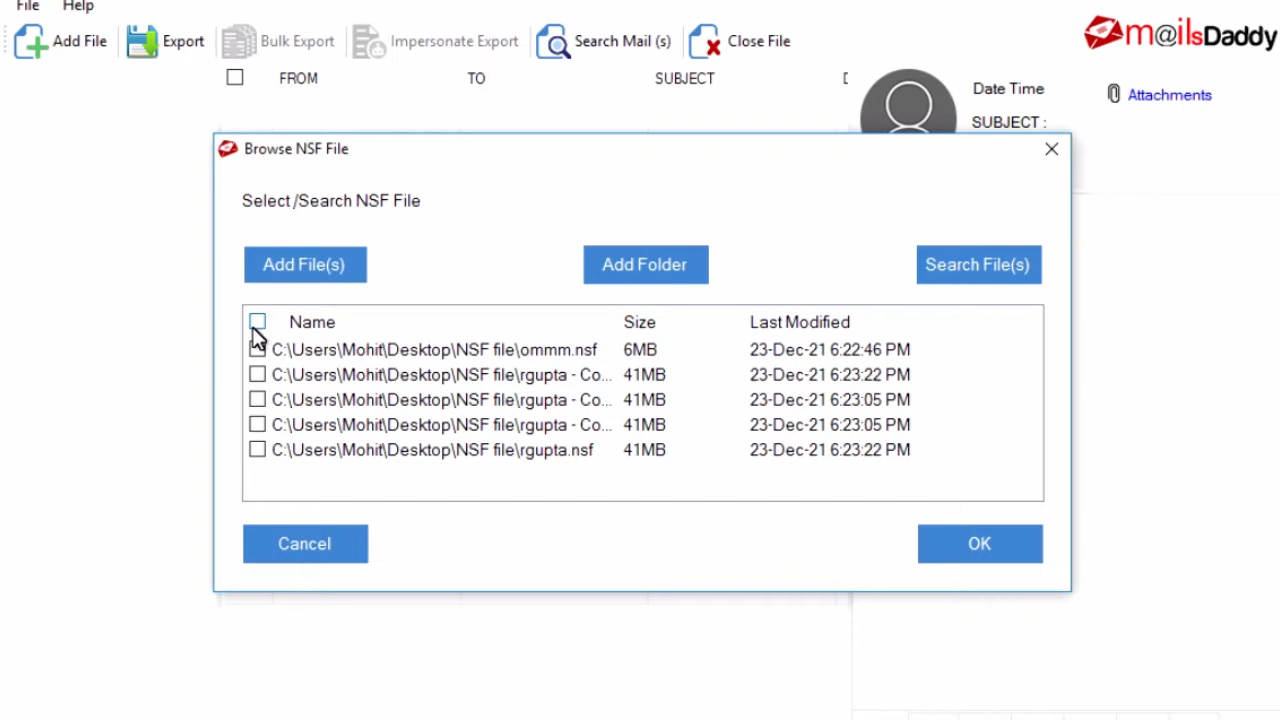 File Help
Add File Export Bulk Export Impersonate Export Search Mail (s) Close File
m@ilsDaddy
FROM TO SUBJECT D
Date Time
Attachments
SUBJECT :
Browse NSF File
Select /Search NSF File
Add File(s) Add Folder Search File(s)
Name Size Last Modified
C:\Users\Mohit\Desktop\NSF file\ommm.nsf 6MB 23-Dec-21 6:22:46 PM
C:\Users\Mohit\Desktop\NSF file\rgupta - Co... 41MB 23-Dec-21 6:23:22 PM
C:\Users\Mohit\Desktop\NSF file\rgupta - Co... 41MB 23-Dec-21 6:23:05 PM
C:\Users\Mohit\Desktop\NSF file\rgupta - Co... 41MB 23-Dec-21 6:23:05 PM
C:\Users\Mohit\Desktop\NSF file\rgupta.nsf 41MB 23-Dec-21 6:23:22 PM
Cancel OK